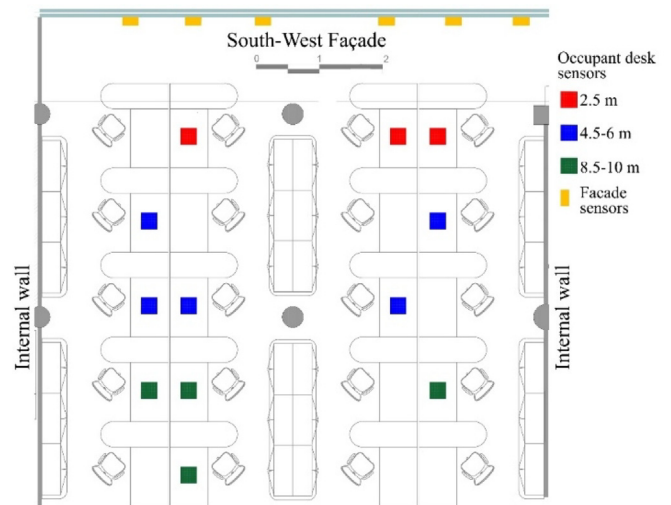 South-West Façade
0 1 2
Occupant desk
sensors
2.5 m
4.5-6 m
8.5-10 m
Facade
sensors
Internal wall
Internal wall